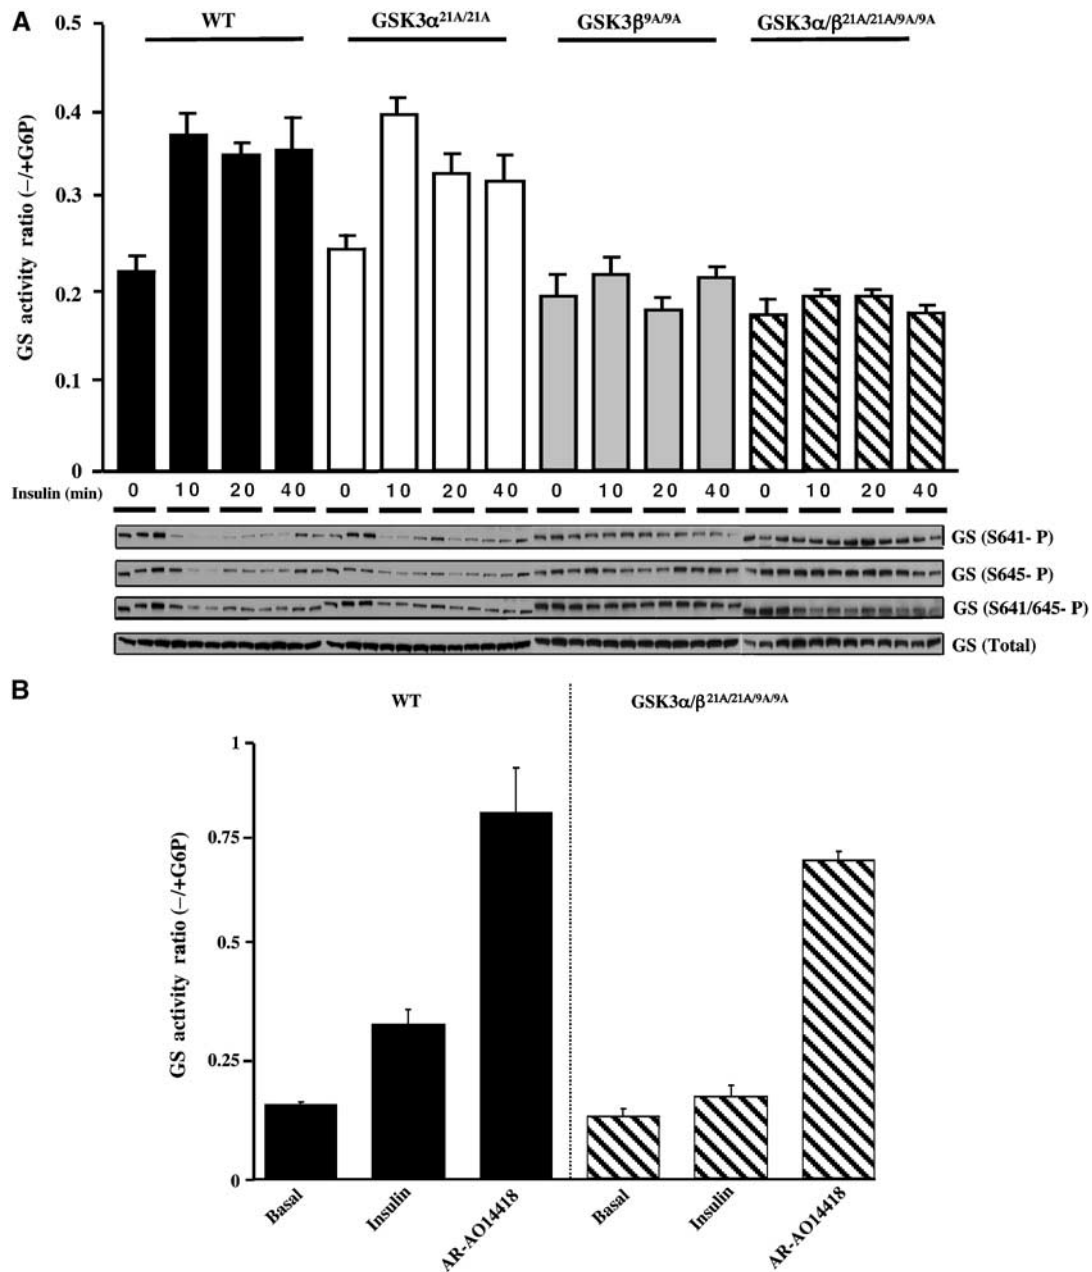 A
WT
GSK3α21A/21A
GSK3β9A/9A
GSK3α/β21A/21A/9A/9A
GS activity ratio (−/+G6P)
0.5
0.4
0.3
0.2
0.1
0
Insulin (min) 0 10 20 40 0 10 20 40 0 10 20 40 0 10 20 40
GS (S641- P)
GS (S645- P)
GS (S641/645- P)
GS (Total)
B
WT
GSK3α/β21A/21A/9A/9A
GS activity ratio (−/+G6P)
1
0.75
0.5
0.25
0
Basal
Insulin
AR-AO14418
Basal
Insulin
AR-AO14418